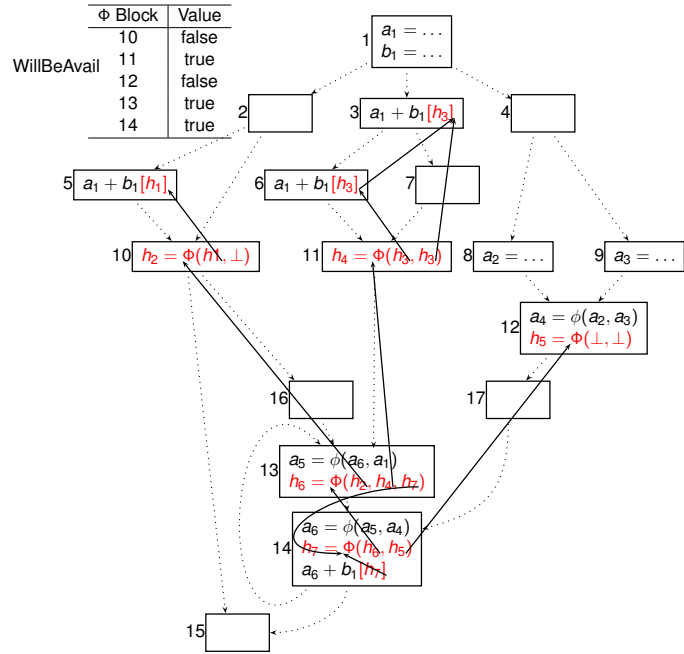 Φ Block Value
10 false
11 true
WillBeAvail
12 false
13 true
14 true
1
a₁ = ...
b₁ = ...
2
3 a₁ + b₁[h₃]
4
5 a₁ + b₁[h₁]
6 a₁ + b₁[h₃]
7
10 h₂ = Φ(h1, ⊥)
11 h₄ = Φ(h₃, h₃)
8 a₂ = ...
9 a₃ = ...
12
a₄ = ϕ(a₂, a₃)
h₅ = Φ(⊥, ⊥)
16
17
13
a₅ = ϕ(a₆, a₁)
h₆ = Φ(h₂, h₄, h₇)
14
a₆ = ϕ(a₅, a₄)
h₇ = Φ(h₆, h₅)
a₆ + b₁[h₇]
15